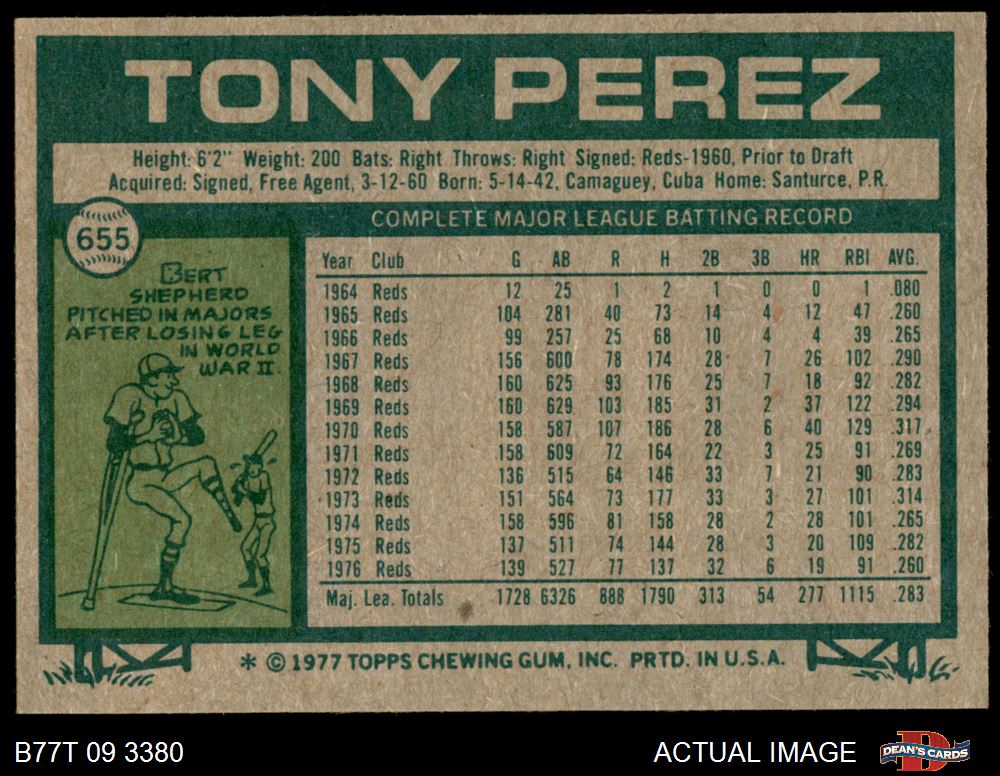 TONY PEREZ
Height: 6'2" Weight: 200 Bats: Right Throws: Right Signed: Reds-1960, Prior to Draft
Acquired: Signed, Free Agent, 3-12-60 Born: 5-14-42, Camaguey, Cuba Home: Santurce, P.R.
655
BERT
SHEPHERD
PITCHED IN MAJORS
AFTER LOSING LEG
IN WORLD
WAR II.
COMPLETE MAJOR LEAGUE BATTING RECORD
Year Club G AB R H 2B 3B HR RBI AVG.
1964 Reds 12 25 1 2 1 0 0 1 .080
1965 Reds 104 281 40 73 14 4 12 47 .260
1966 Reds 99 257 25 68 10 4 4 39 .265
1967 Reds 156 600 78 174 28 7 26 102 .290
1968 Reds 160 625 93 176 25 7 18 92 .282
1969 Reds 160 629 103 185 31 2 37 122 .294
1970 Reds 158 587 107 186 28 6 40 129 .317
1971 Reds 158 609 72 164 22 3 25 91 .269
1972 Reds 136 515 64 146 33 7 21 90 .283
1973 Reds 151 564 73 177 33 3 27 101 .314
1974 Reds 158 596 81 158 28 2 28 101 .265
1975 Reds 137 511 74 144 28 3 20 109 .282
1976 Reds 139 527 77 137 32 6 19 91 .260
Maj. Lea. Totals 1728 6326 888 1790 313 54 277 1115 .283
* © 1977 TOPPS CHEWING GUM, INC. PRTD. IN U.S.A.
B77T 09 3380
ACTUAL IMAGE
D
DEAN'S CARDS